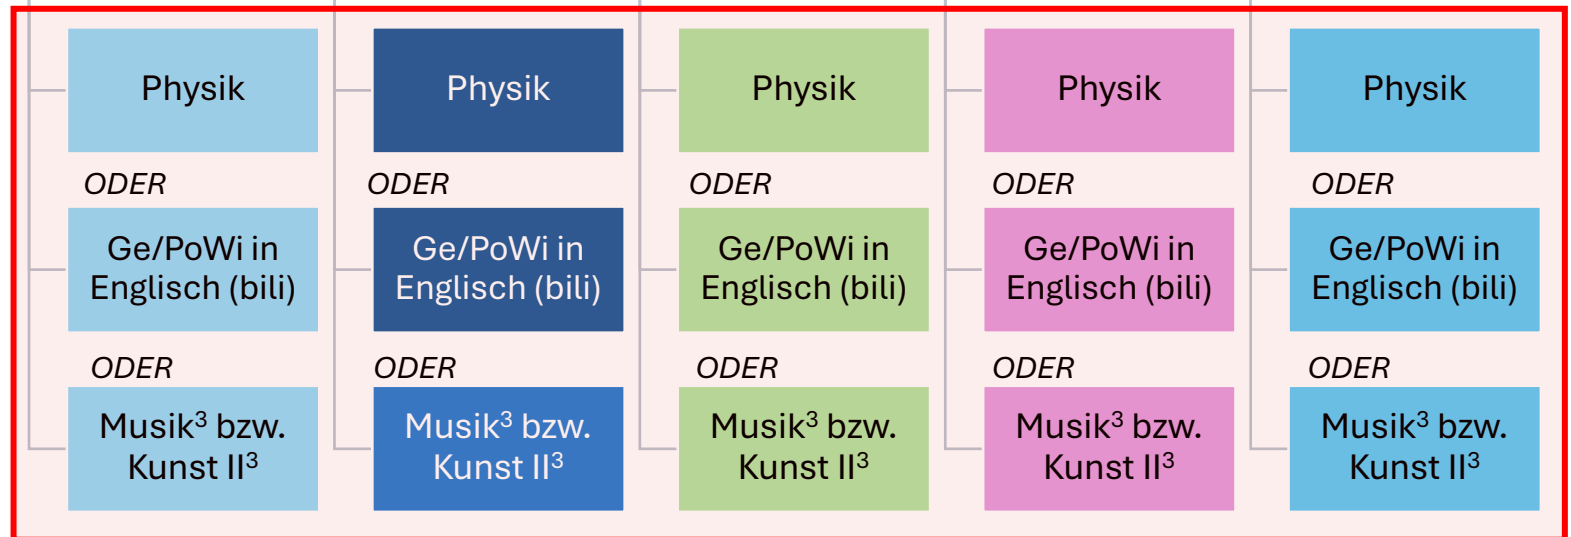 Physik Physik Physik Physik Physik
ODER ODER ODER ODER ODER
Ge/PoWi in Ge/PoWi in Ge/PoWi in Ge/PoWi in Ge/PoWi in
Englisch (bili) Englisch (bili) Englisch (bili) Englisch (bili) Englisch (bili)
ODER ODER ODER ODER ODER
Musik³ bzw. Musik³ bzw. Musik³ bzw. Musik³ bzw. Musik³ bzw.
Kunst II³ Kunst II³ Kunst II³ Kunst II³ Kunst II³